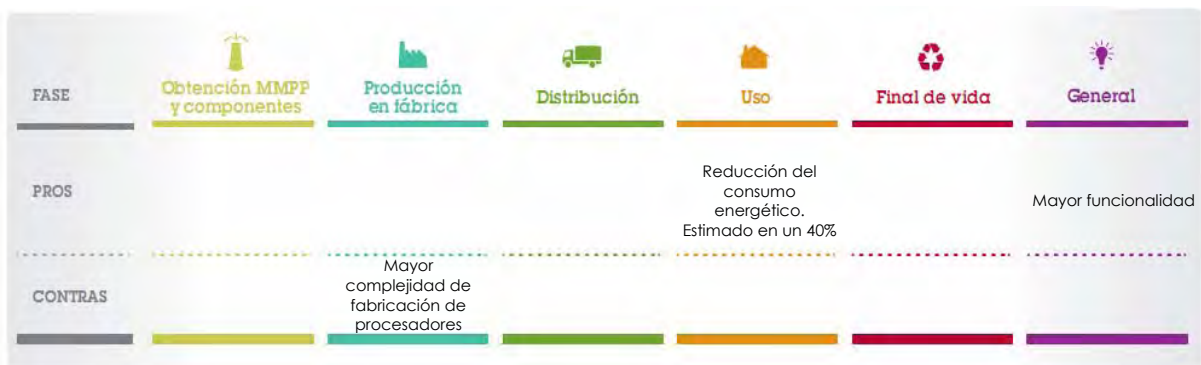 FASE
Obtención MMPP
y componentes
Producción
en fábrica
Distribución
Uso
Final de vida
General
PROS
Reducción del
consumo
energético.
Estimado en un 40%
Mayor funcionalidad
CONTRAS
Mayor
complejidad de
fabricación de
procesadores